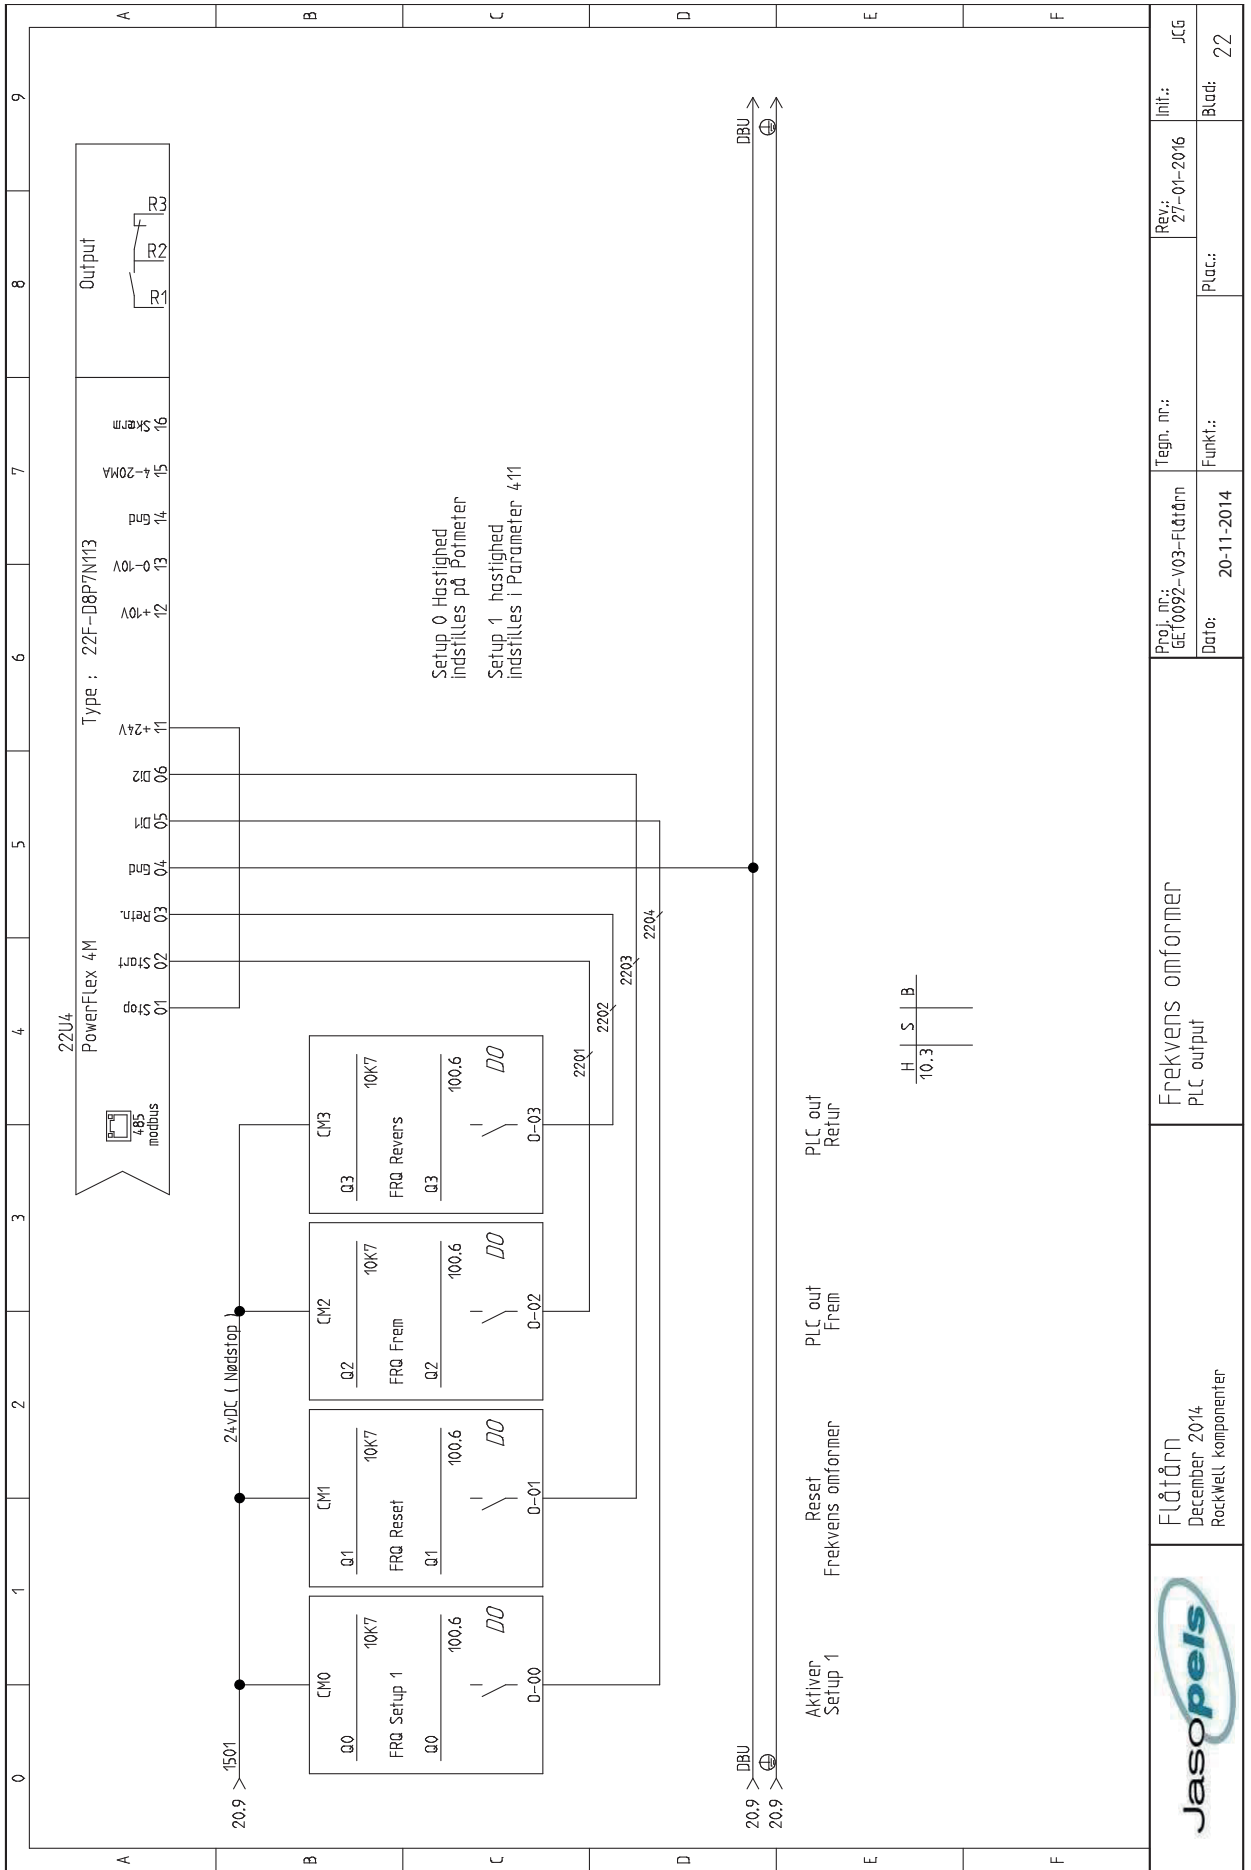 0 1 2 3 4 5 6 7 8 9
A
B
C
D
E
F
A
B
C
D
E
F
22U4
PowerFlex 4M
Type : 22F-D8P7N113
Output
485
modbus
01 Stop
02 Start
03 Retn.
04 Gnd
05 Di1
06 Di2
11 +24V
12 +10V
13 0-10V
14 Gnd
15 4-20MA
16 Skærm
R1
R2
R3
20.9
1501
24vDC ( Nødstop )
CM0
Q0
10K7
FRQ Setup 1
Q0
100.6
DO
O-00
CM1
Q1
10K7
FRQ Reset
Q1
100.6
DO
O-01
CM2
Q2
10K7
FRQ Frem
Q2
100.6
DO
O-02
CM3
Q3
10K7
FRQ Revers
Q3
100.6
DO
O-03
2201
2202
2203
2204
Setup 0 Hastighed
indstilles på Potmeter
Setup 1 hastighed
indstilles i Parameter 411
20.9
DBU
DBU
20.9
Aktiver
Setup 1
Reset
Frekvens omformer
PLC out
Frem
PLC out
Retur
H S B
10.3
Jasopels
Flåtårn
December 2014
RockWell komponenter
Frekvens omformer
PLC output
Proj. nr.:
GET0092-V03-Flåtårn
Tegn. nr.:
Rev.:
27-01-2016
Init.:
JCG
Dato:
20-11-2014
Funkt.:
Plac.:
Blad:
22